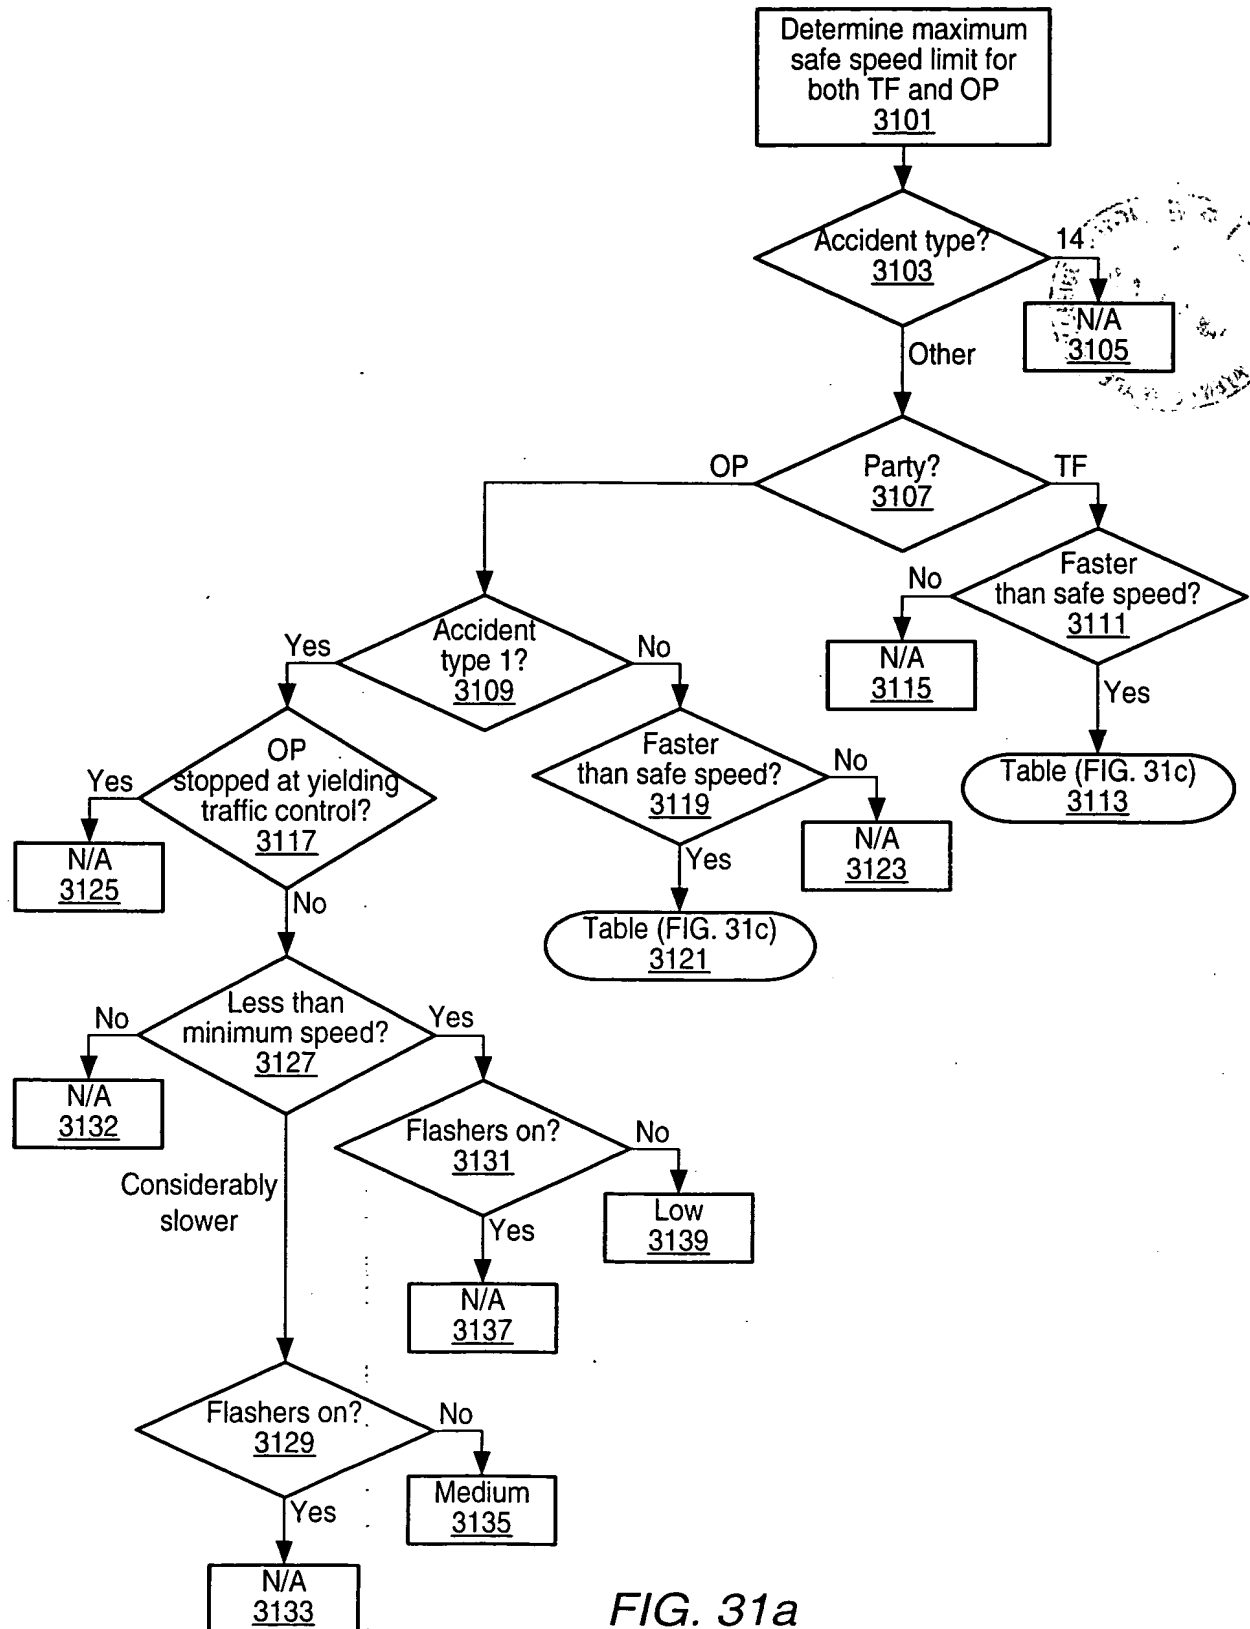 Determine maximum
safe speed limit for
both TF and OP
3101
Accident type?
3103
14
N/A
3105
Other
Party?
3107
OP
TF
Faster
than safe speed?
3111
No
N/A
3115
Yes
Table (FIG. 31c)
3113
Accident
type 1?
3109
Yes
No
OP
stopped at yielding
traffic control?
3117
Yes
N/A
3125
No
Faster
than safe speed?
3119
No
N/A
3123
Yes
Table (FIG. 31c)
3121
Less than
minimum speed?
3127
No
N/A
3132
Yes
Flashers on?
3131
No
Low
3139
Yes
N/A
3137
Considerably
slower
Flashers on?
3129
No
Medium
3135
Yes
N/A
3133
FIG. 31a